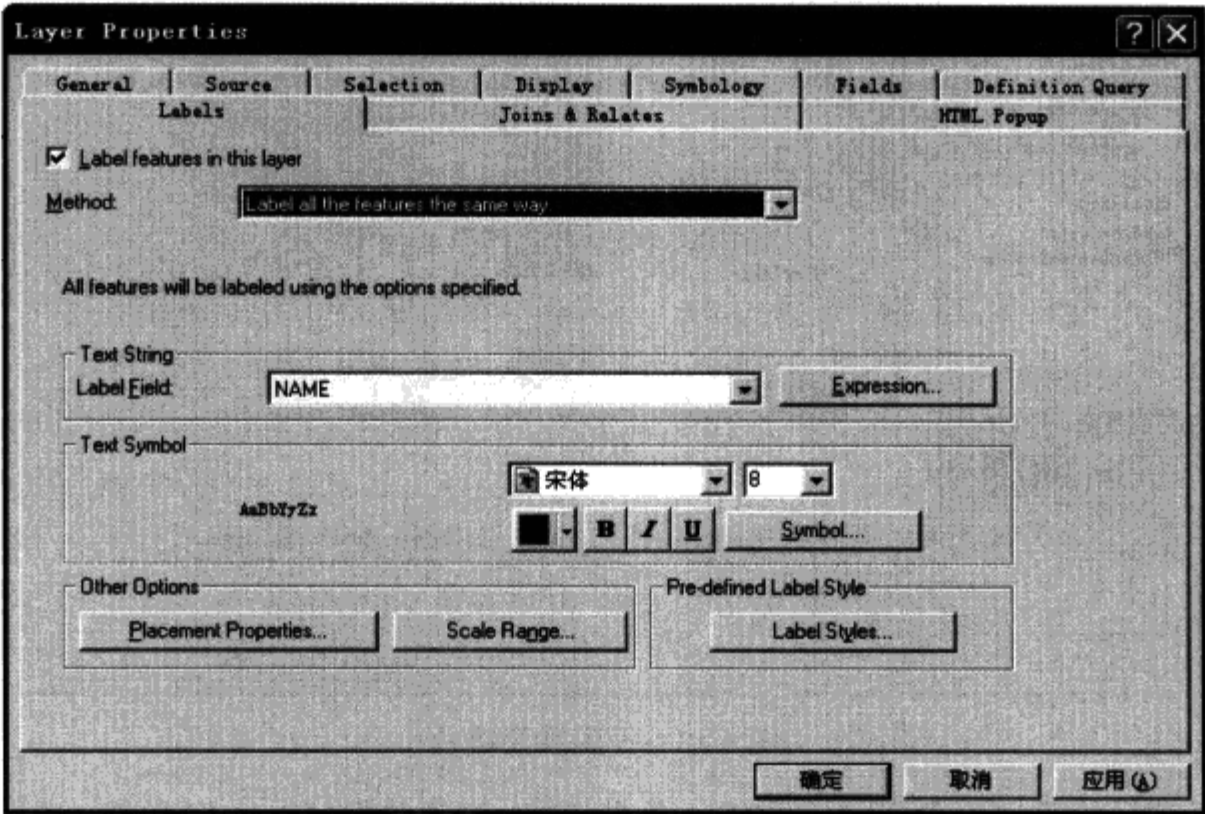 Layer Properties
General Source Selection Display Symbology Fields Definition Query
Labels Joins & Relates HTML Popup
Label features in this layer
Method: Label all the features the same way
All features will be labeled using the options specified.
Text String
Label Field: NAME Expression...
Text Symbol
AaBbYyZz 宋体 8
B I U Symbol...
Other Options Pre-defined Label Style
Placement Properties... Scale Range... Label Styles...
确定 取消 应用(A)